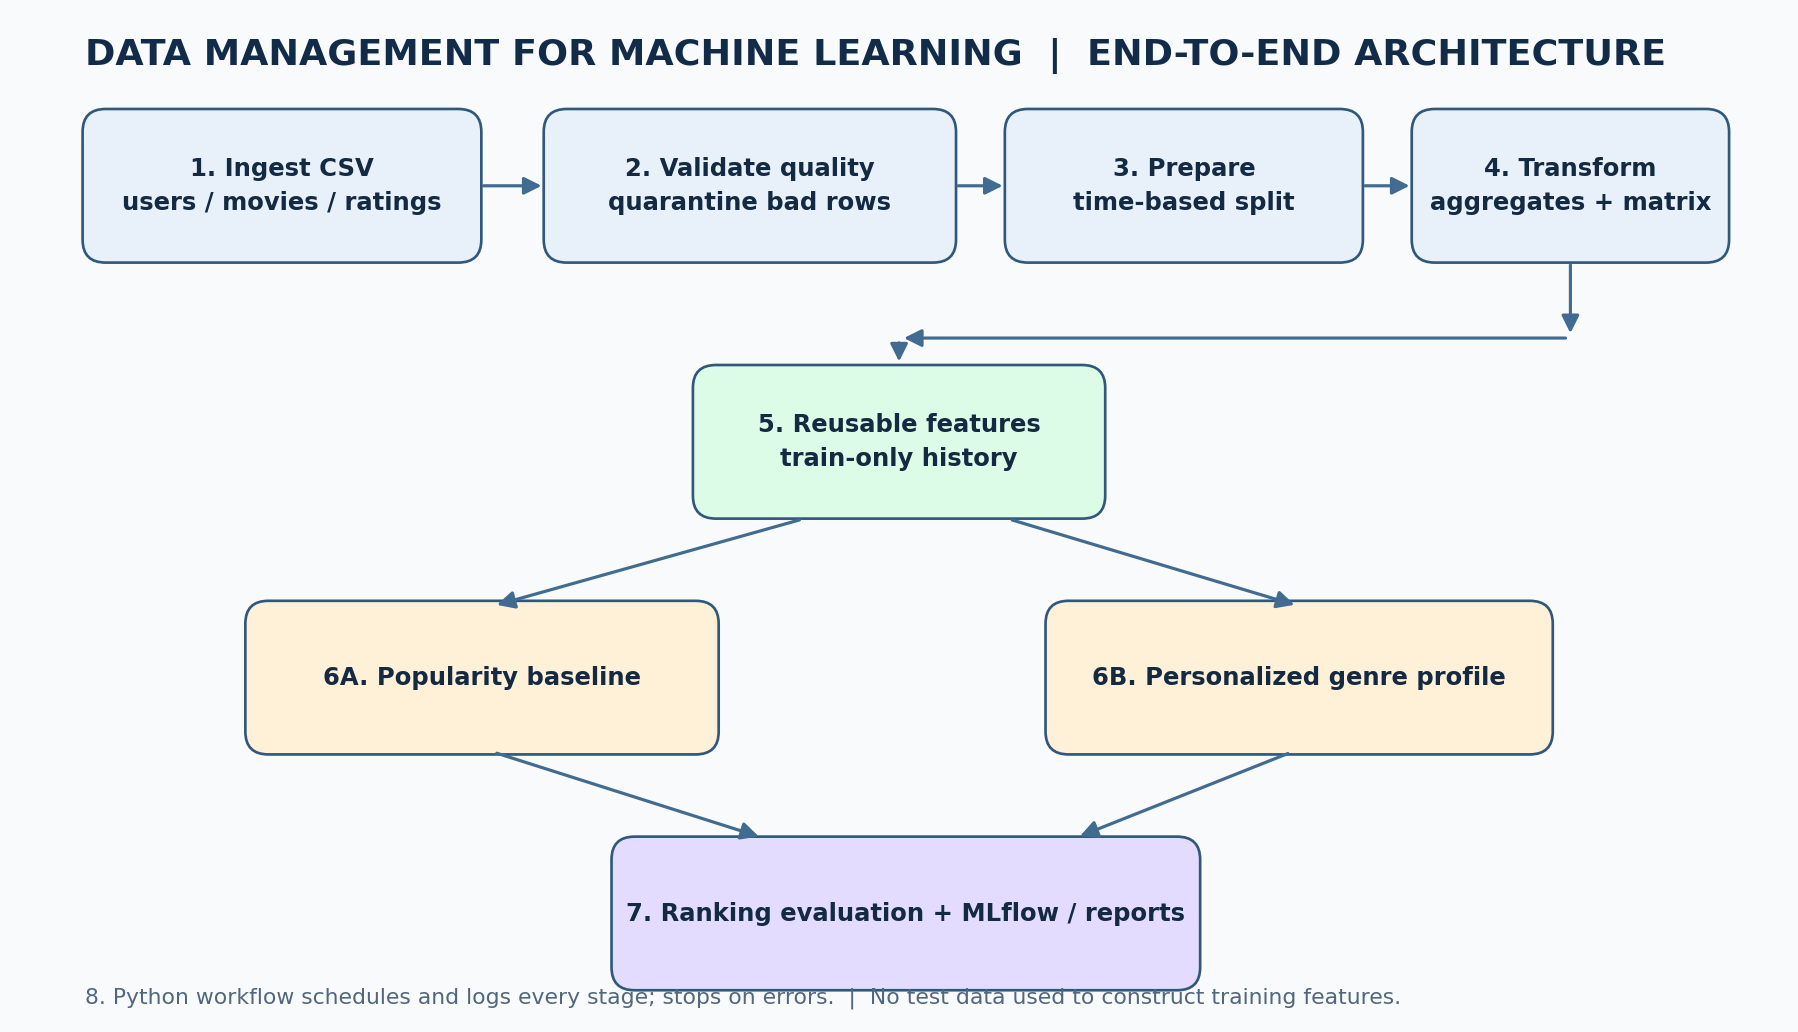 DATA MANAGEMENT FOR MACHINE LEARNING | END-TO-END ARCHITECTURE
1. Ingest CSV
users / movies / ratings
2. Validate quality
quarantine bad rows
3. Prepare
time-based split
4. Transform
aggregates + matrix
5. Reusable features
train-only history
6A. Popularity baseline
6B. Personalized genre profile
7. Ranking evaluation + MLflow / reports
8. Python workflow schedules and logs every stage; stops on errors. | No test data used to construct training features.